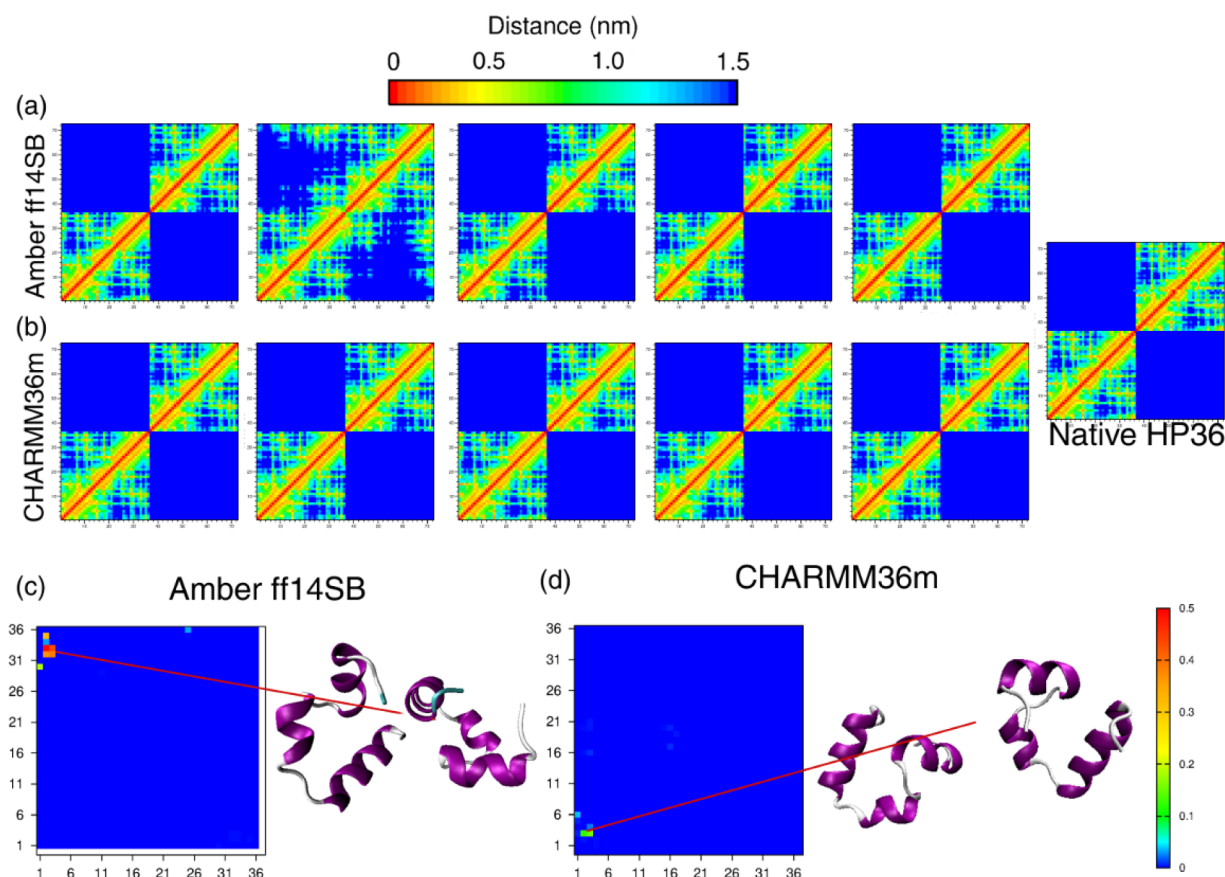 Distance (nm)
0 0.5 1.0 1.5
(a)
Amber ff14SB
(b)
CHARMM36m
Native HP36
(c) Amber ff14SB
(d) CHARMM36m
36
31
26
21
16
11
6
1
1 6 11 16 21 26 31 36
36
31
26
21
16
11
6
1
1 6 11 16 21 26 31 36
0.5
0.4
0.3
0.2
0.1
0